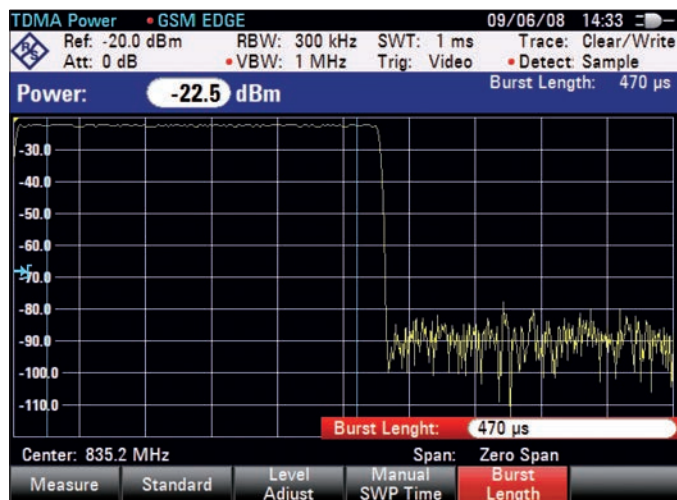 TDMA Power • GSM EDGE 09/06/08 14:33
Ref: -20.0 dBm RBW: 300 kHz SWT: 1 ms Trace: Clear/Write
Att: 0 dB • VBW: 1 MHz Trig: Video • Detect: Sample
Power: -22.5 dBm Burst Length: 470 µs
-30.0
-40.0
-50.0
-60.0
-70.0
-80.0
-90.0
-100.0
-110.0
Burst Lenght: 470 µs
Center: 835.2 MHz Span: Zero Span
Measure Standard Level Adjust Manual SWP Time Burst Length